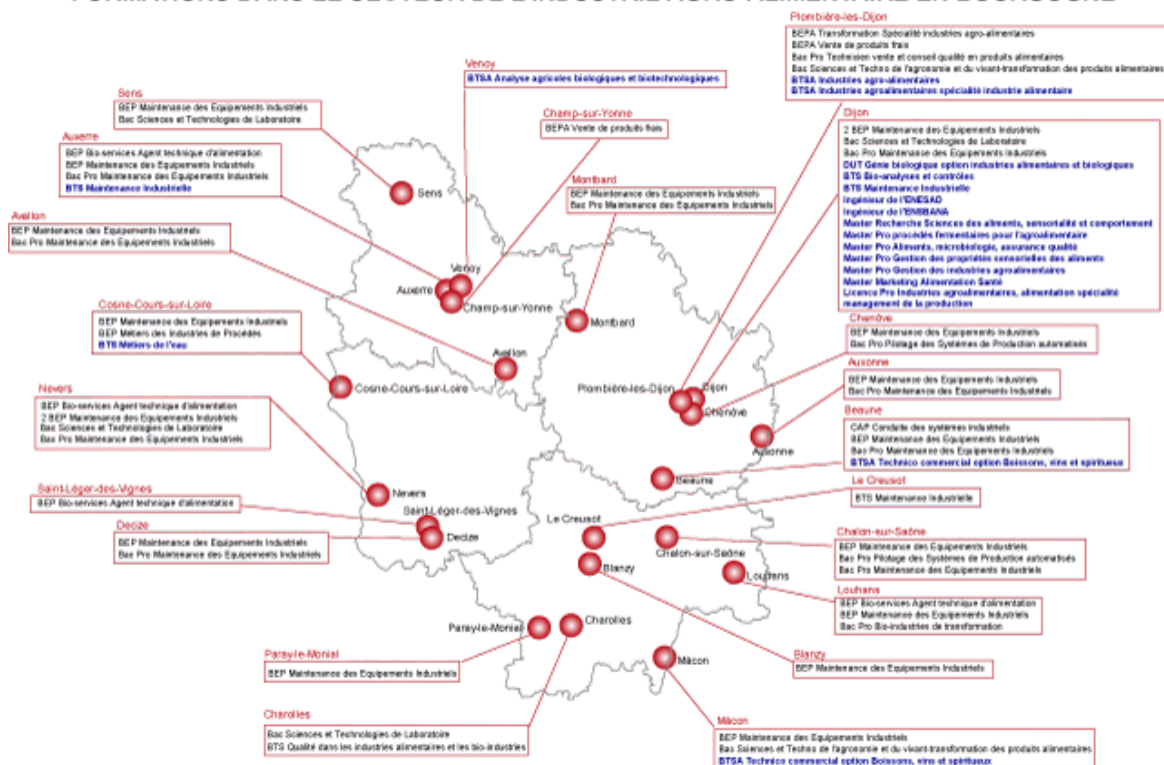 Plombière-les-Dijon
BEPA Transformation Spécialité industries agro-alimentaires
BEPA Vente de produits frais
Bac Pro Technisien vente et conseil qualité en produits alimentaires
Bac Sciences et Techno de l'agronomie et du vivant-transformation des produits alimentaires
BTSA Industries agro-alimentaires
BTSA Industries agroalimentaires spécialité industrie alimentaire
Venoy
BTSA Analyse agricoles biologiques et biotechnologiques
Sens
BEP Maintenance des Equipements Industriels
Bac Sciences et Technologies de Laboratoire
Champ-sur-Yonne
BEPA Vente de produits frais
Auxerre
BEP Bio-services Agent technique d'alimentation
BEP Maintenance des Equipements Industriels
Bac Pro Maintenance des Equipements Industriels
BTS Maintenance Industrielle
Dijon
2 BEP Maintenance des Equipements Industriels
Bac Sciences et Technologies de Laboratoire
Bac Pro Maintenance des Equipements Industriels
DUT Génie biologique option industries alimentaires et biologiques
BTS Bio-analyses et contrôles
BTS Maintenance Industrielle
Ingénieur de l'ENESAD
Ingénieur de l'ENSBANA
Master Recherche Sciences des aliments, sensorialité et comportement
Master Pro procédés fermentaires pour l'agroalimentaire
Master Pro Aliments, microbiologie, assurance qualité
Master Pro Gestion des propriétés sensorielles des aliments
Master Pro Gestion des industries agroalimentaires
Master Marketing Alimentation Santé
Licence Pro Industries agroalimentaires, alimentation spécialité
management de la production
Montbard
BEP Maintenance des Equipements Industriels
Bac Pro Maintenance des Equipements Industriels
Avallon
BEP Maintenance des Equipements Industriels
Bac Pro Maintenance des Equipements Industriels
Sens
Venoy
Auxerre
Champ-sur-Yonne
Montbard
Avallon
Cosne-Cours-sur-Loire
BEP Maintenance des Equipements Industriels
BEP Métiers des Industries de Procédés
BTS Métiers de l'eau
Cosne-Cours-sur-Loire
Plombière-les-Dijon
Dijon
Chenôve
Chenôve
BEP Maintenance des Equipements Industriels
Bac Pro Pilotage des Systèmes de Production automatisés
Auxonne
BEP Maintenance des Equipements Industriels
Bac Pro Maintenance des Equipements Industriels
Auxonne
Nevers
BEP Bio-services Agent technique d'alimentation
2 BEP Maintenance des Equipements Industriels
Bac Sciences et Technologies de Laboratoire
Bac Pro Maintenance des Equipements Industriels
Beaune
CAP Conduite des systèmes industriels
BEP Maintenance des Equipements Industriels
Bac Pro Maintenance des Equipements Industriels
BTSA Technico commercial option Boissons, vins et spiritueux
Beaune
Nevers
Saint-Léger-des-Vignes
BEP Bio-services Agent technique d'alimentation
Saint-Léger-des-Vignes
Decize
Decize
BEP Maintenance des Equipements Industriels
Bac Pro Maintenance des Equipements Industriels
Le Creusot
BTS Maintenance Industrielle
Le Creusot
Chalon-sur-Saône
Chalon-sur-Saône
BEP Maintenance des Equipements Industriels
Bac Pro Pilotage des Systèmes de Production automatisés
Bac Pro Maintenance des Equipements Industriels
Blanzy
Louhans
Louhans
BEP Bio-services Agent technique d'alimentation
BEP Maintenance des Equipements Industriels
Bac Pro Bio-industries de transformation
Paray-le-Monial
Charolles
Mâcon
Paray-le-Monial
BEP Maintenance des Equipements Industriels
Blanzy
BEP Maintenance des Equipements Industriels
Charolles
Bac Sciences et Technologies de Laboratoire
BTS Qualité dans les industries alimentaires et les bio-industries
Mâcon
BEP Maintenance des Equipements Industriels
Bac Sciences et Techno de l'agronomie et du vivant-transformation des produits alimentaires
BTSA Technico commercial option Boissons, vins et spiritueux